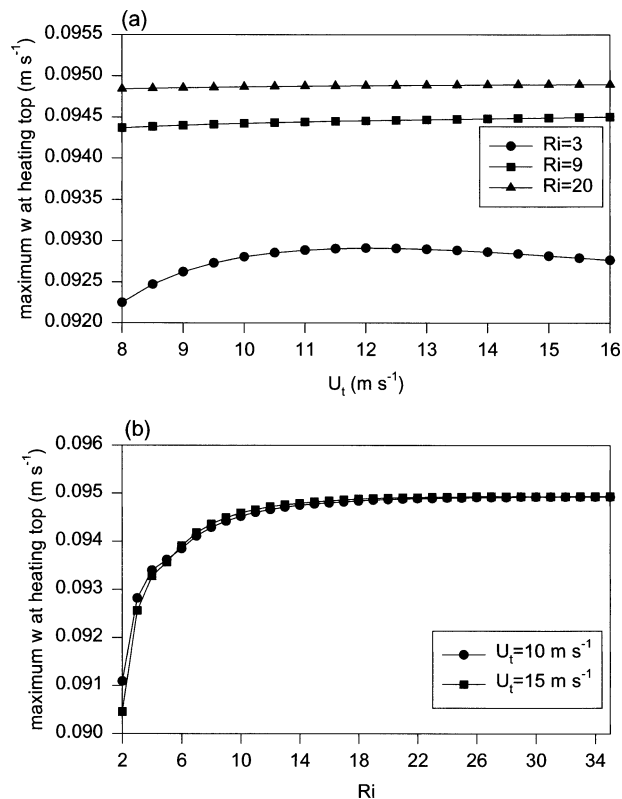 (a)
maximum w at heating top (m s⁻¹)
0.0955
0.0950
0.0945
0.0940
0.0935
0.0930
0.0925
0.0920
Ri=3
Ri=9
Ri=20
8 9 10 11 12 13 14 15 16
Uₜ (m s⁻¹)
(b)
maximum w at heating top (m s⁻¹)
0.096
0.095
0.094
0.093
0.092
0.091
0.090
Uₜ=10 m s⁻¹
Uₜ=15 m s⁻¹
2 6 10 14 18 22 26 30 34
Ri